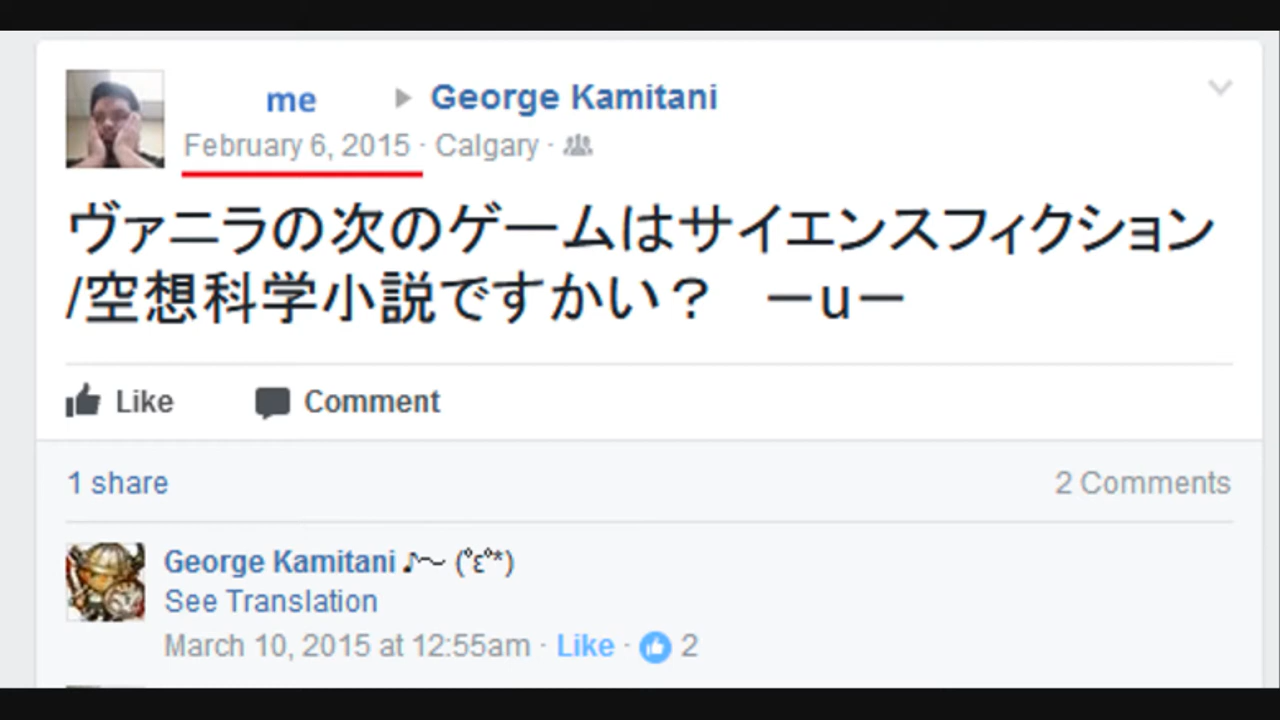 me ▶ George Kamitani
February 6, 2015 · Calgary ·
ヴァニラの次のゲームはサイエンスフィクション
/空想科学小説ですかい？　ーuー
Like Comment
1 share 2 Comments
George Kamitani ♪～ (ﾟεﾟ*)
See Translation
March 10, 2015 at 12:55am · Like · 2